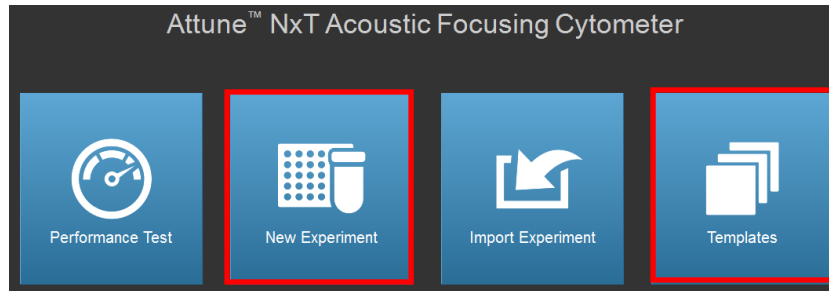 Attune™ NxT Acoustic Focusing Cytometer
Performance Test
New Experiment
Import Experiment
Templates